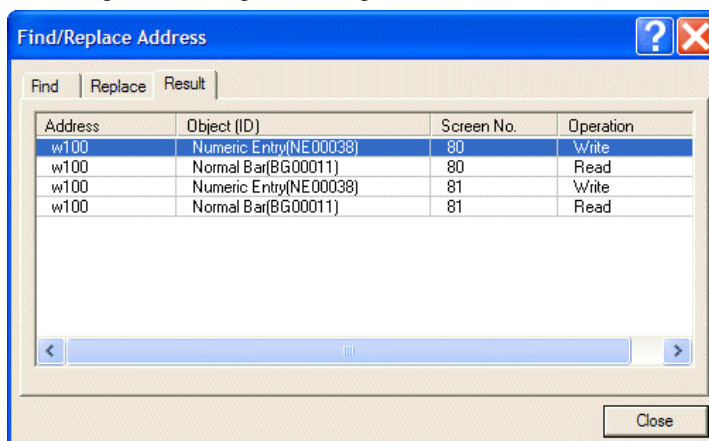 Find/Replace Address
Find Replace Result
Address Object (ID) Screen No. Operation
w100 Numeric Entry(NE00038) 80 Write
w100 Normal Bar(BG00011) 80 Read
w100 Numeric Entry(NE00038) 81 Write
w100 Normal Bar(BG00011) 81 Read
Close